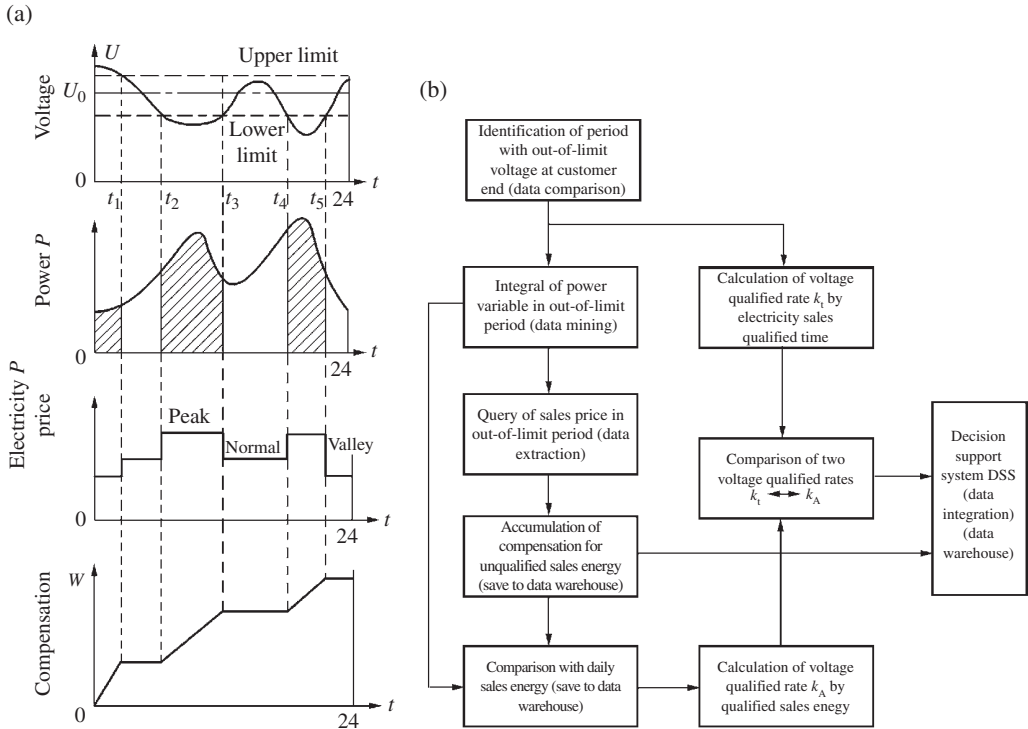 (a)
U
Upper limit
U₀
Voltage
Lower
limit
0
t
t₁
t₂
t₃
t₄
t₅
24
Power P
0
t
24
Electricity P
price
Peak
Normal
Valley
0
t
24
W
Compensation
0
t
24
(b)
Identification of period
with out-of-limit
voltage at customer
end (data comparison)
Integral of power
variable in out-of-limit
period (data mining)
Calculation of voltage
qualified rate kₜ by
electricity sales
qualified time
Query of sales price in
out-of-limit period (data
extraction)
Comparison of two
voltage qualified rates
kₜ ↔ k_A
Decision
support
system DSS
(data
integration)
(data
warehouse)
Accumulation of
compensation for
unqualified sales energy
(save to data warehouse)
Comparison with daily
sales energy (save to data
warehouse)
Calculation of voltage
qualified rate k_A by
qualified sales enegy